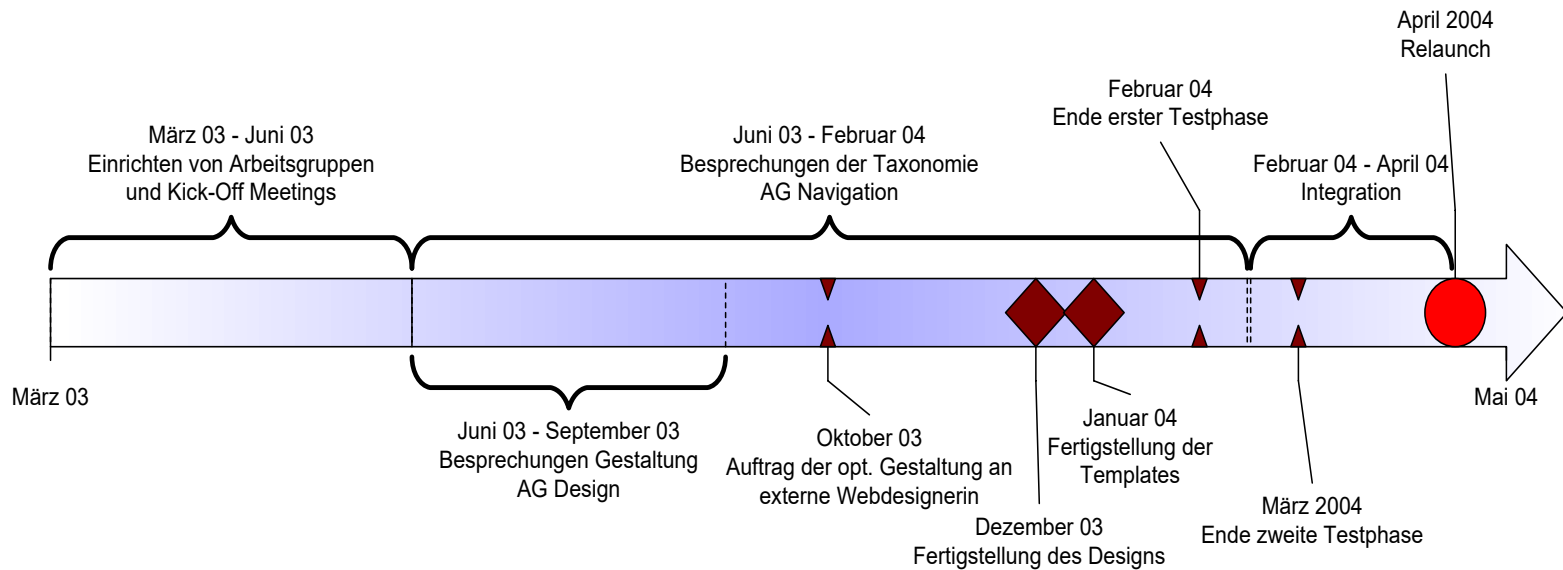 April 2004
Relaunch
Februar 04
Ende erster Testphase
März 03 - Juni 03
Einrichten von Arbeitsgruppen
und Kick-Off Meetings
Juni 03 - Februar 04
Besprechungen der Taxonomie
AG Navigation
Februar 04 - April 04
Integration
März 03
Mai 04
Juni 03 - September 03
Besprechungen Gestaltung
AG Design
Oktober 03
Auftrag der opt. Gestaltung an
externe Webdesignerin
Januar 04
Fertigstellung der
Templates
Dezember 03
Fertigstellung des Designs
März 2004
Ende zweite Testphase